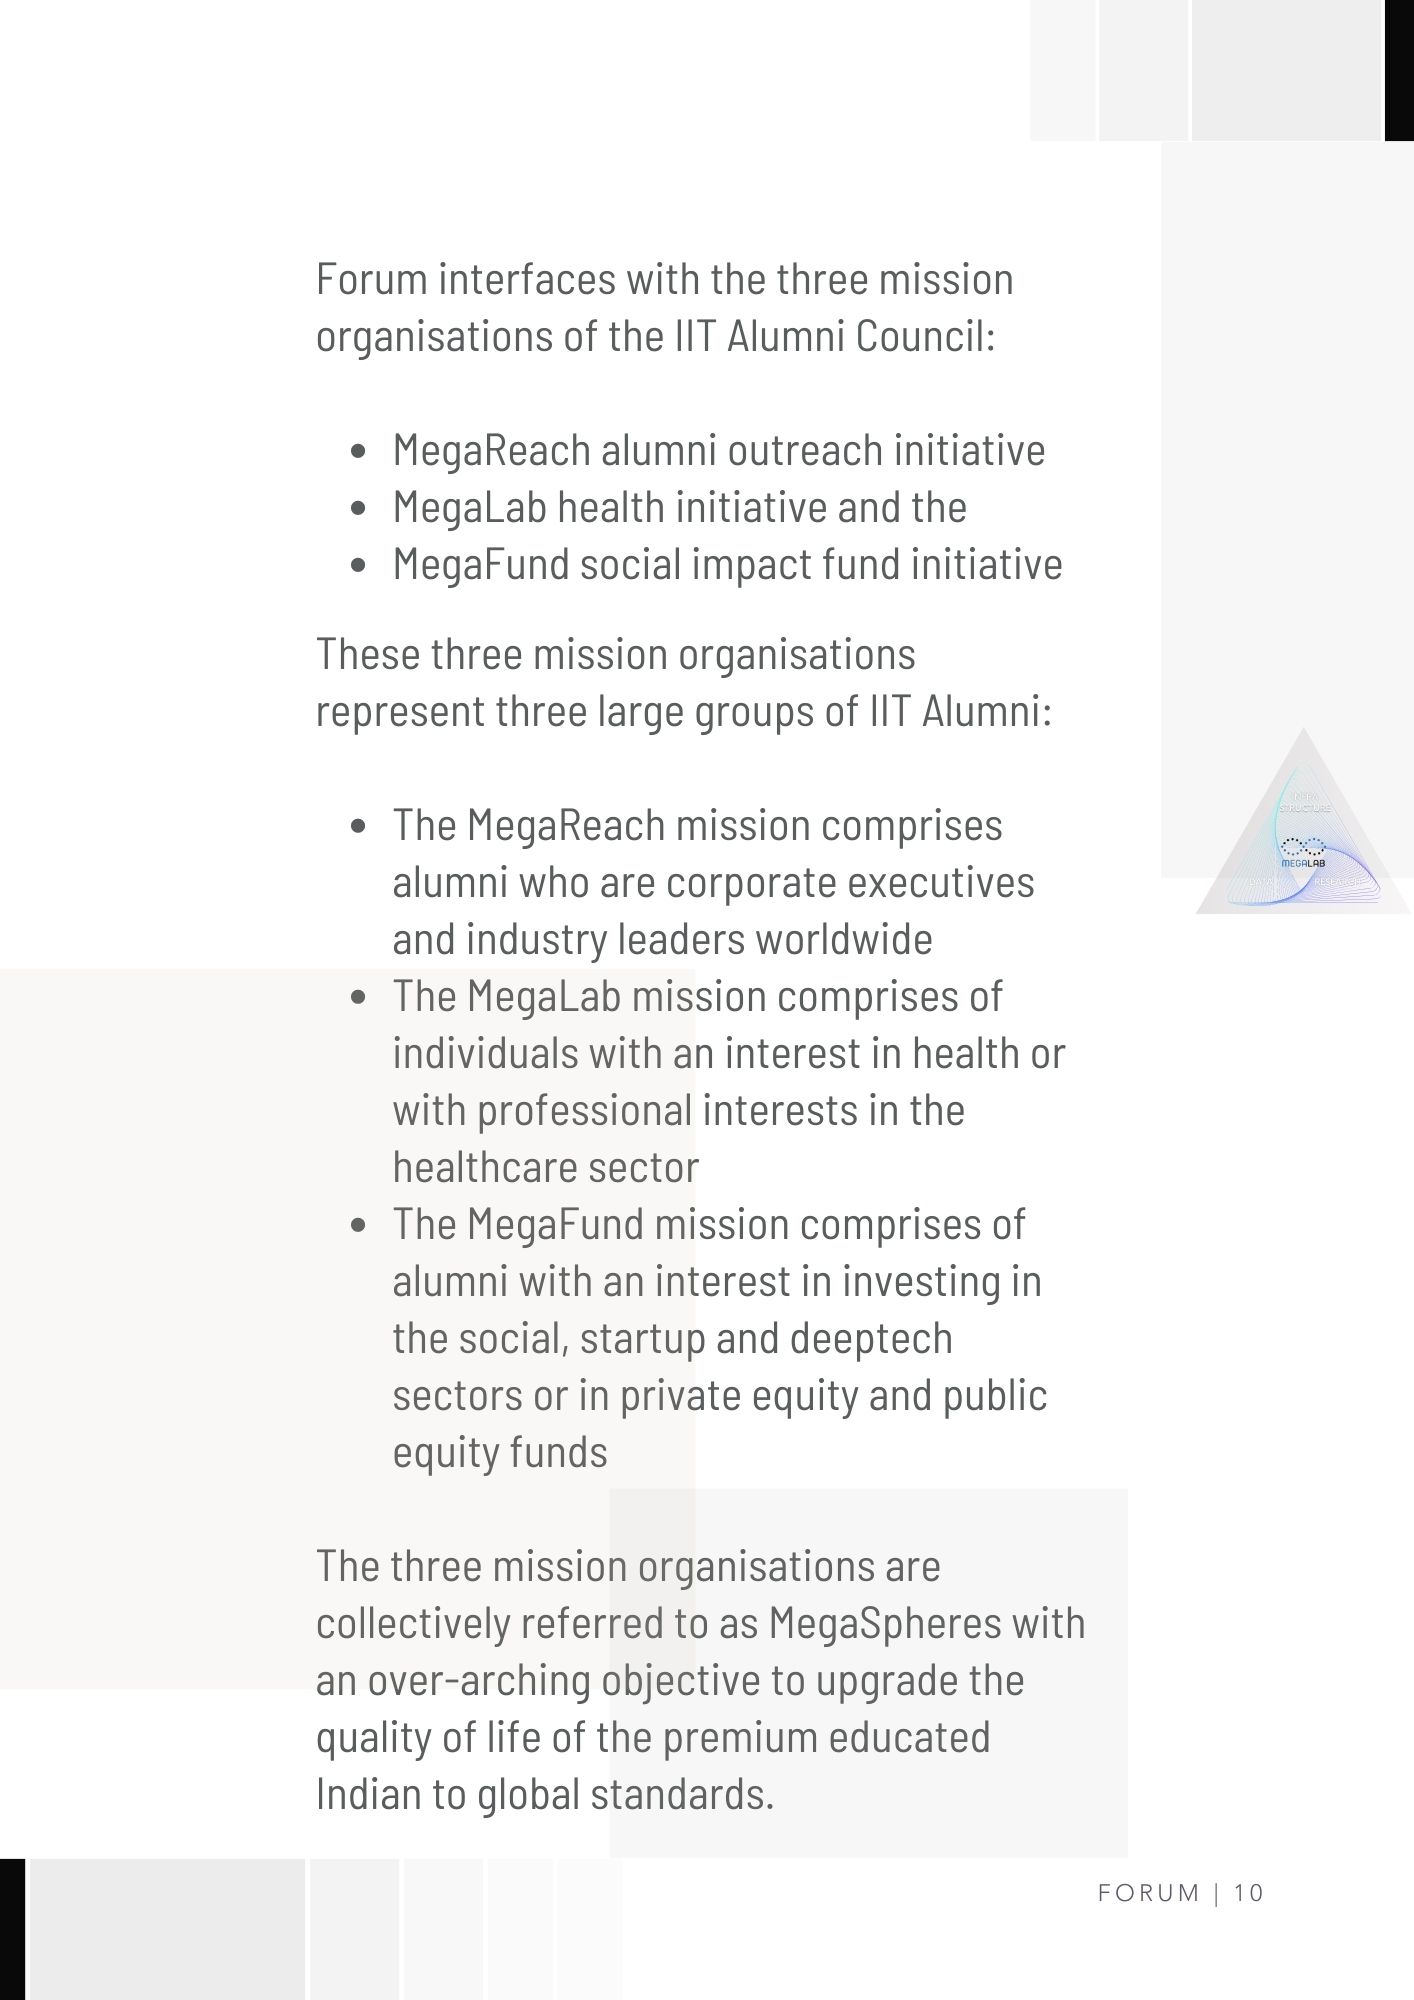 Forum interfaces with the three mission
organisations of the IIT Alumni Council:
• MegaReach alumni outreach initiative
• MegaLab health initiative and the
• MegaFund social impact fund initiative
These three mission organisations
represent three large groups of IIT Alumni:
• The MegaReach mission comprises
alumni who are corporate executives
and industry leaders worldwide
• The MegaLab mission comprises of
individuals with an interest in health or
with professional interests in the
healthcare sector
• The MegaFund mission comprises of
alumni with an interest in investing in
the social, startup and deeptech
sectors or in private equity and public
equity funds
The three mission organisations are
collectively referred to as MegaSpheres with
an over-arching objective to upgrade the
quality of life of the premium educated
Indian to global standards.
INFRA
STRUCTURE
MEGALAB
DATA
RESEARCH
FORUM | 10